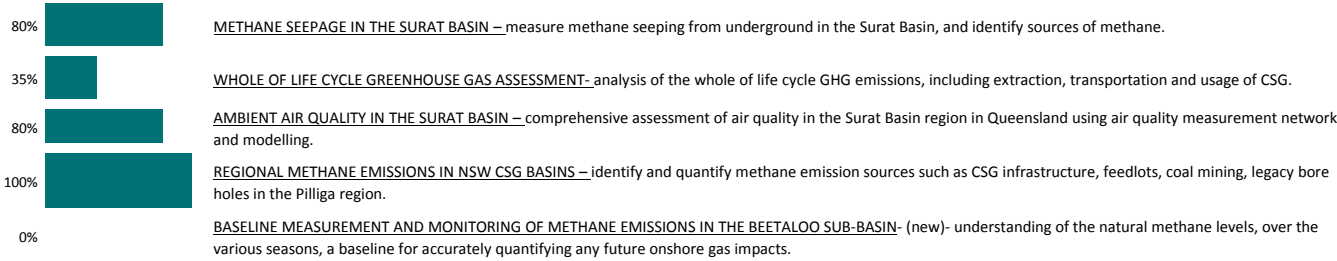 80% METHANE SEEPAGE IN THE SURAT BASIN – measure methane seeping from underground in the Surat Basin, and identify sources of methane.
35% WHOLE OF LIFE CYCLE GREENHOUSE GAS ASSESSMENT- analysis of the whole of life cycle GHG emissions, including extraction, transportation and usage of CSG.
80% AMBIENT AIR QUALITY IN THE SURAT BASIN – comprehensive assessment of air quality in the Surat Basin region in Queensland using air quality measurement network
and modelling.
100% REGIONAL METHANE EMISSIONS IN NSW CSG BASINS – identify and quantify methane emission sources such as CSG infrastructure, feedlots, coal mining, legacy bore
holes in the Pilliga region.
0% BASELINE MEASUREMENT AND MONITORING OF METHANE EMISSIONS IN THE BEETALOO SUB-BASIN- (new)- understanding of the natural methane levels, over the
various seasons, a baseline for accurately quantifying any future onshore gas impacts.